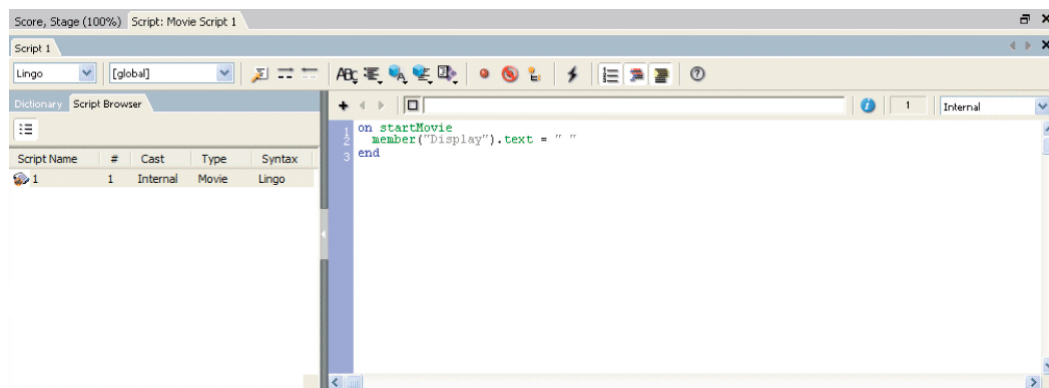 Score, Stage (100%) Script: Movie Script 1
Script 1
Lingo [global]
Dictionary Script Browser
1 Internal
Script Name # Cast Type Syntax
1 1 Internal Movie Lingo
1 on startMovie
2 member("Display").text = " "
3 end